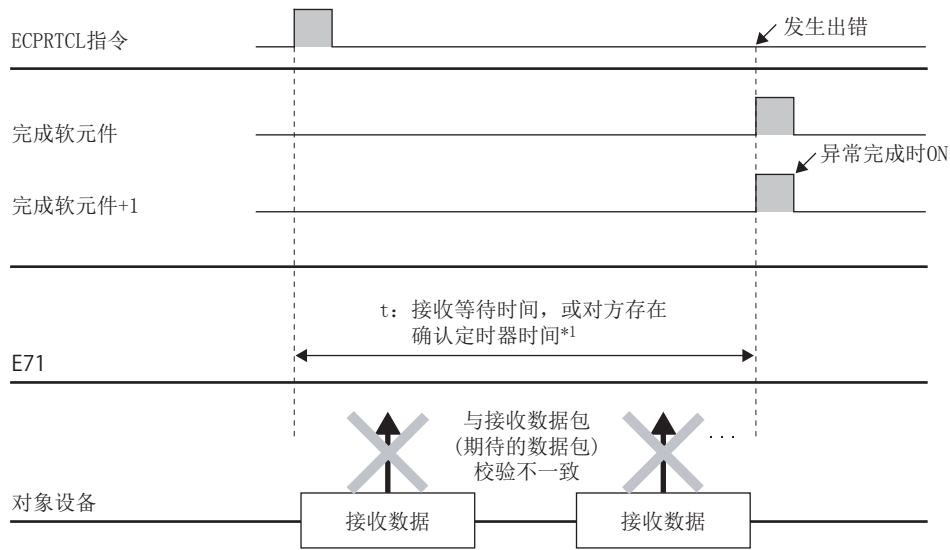 ECPRTCL指令
发生出错
完成软元件
异常完成时ON
完成软元件+1
t: 接收等待时间，或对方存在
确认定时器时间*1
E71
与接收数据包
(期待的数据包)
校验不一致
...
对象设备
接收数据
接收数据